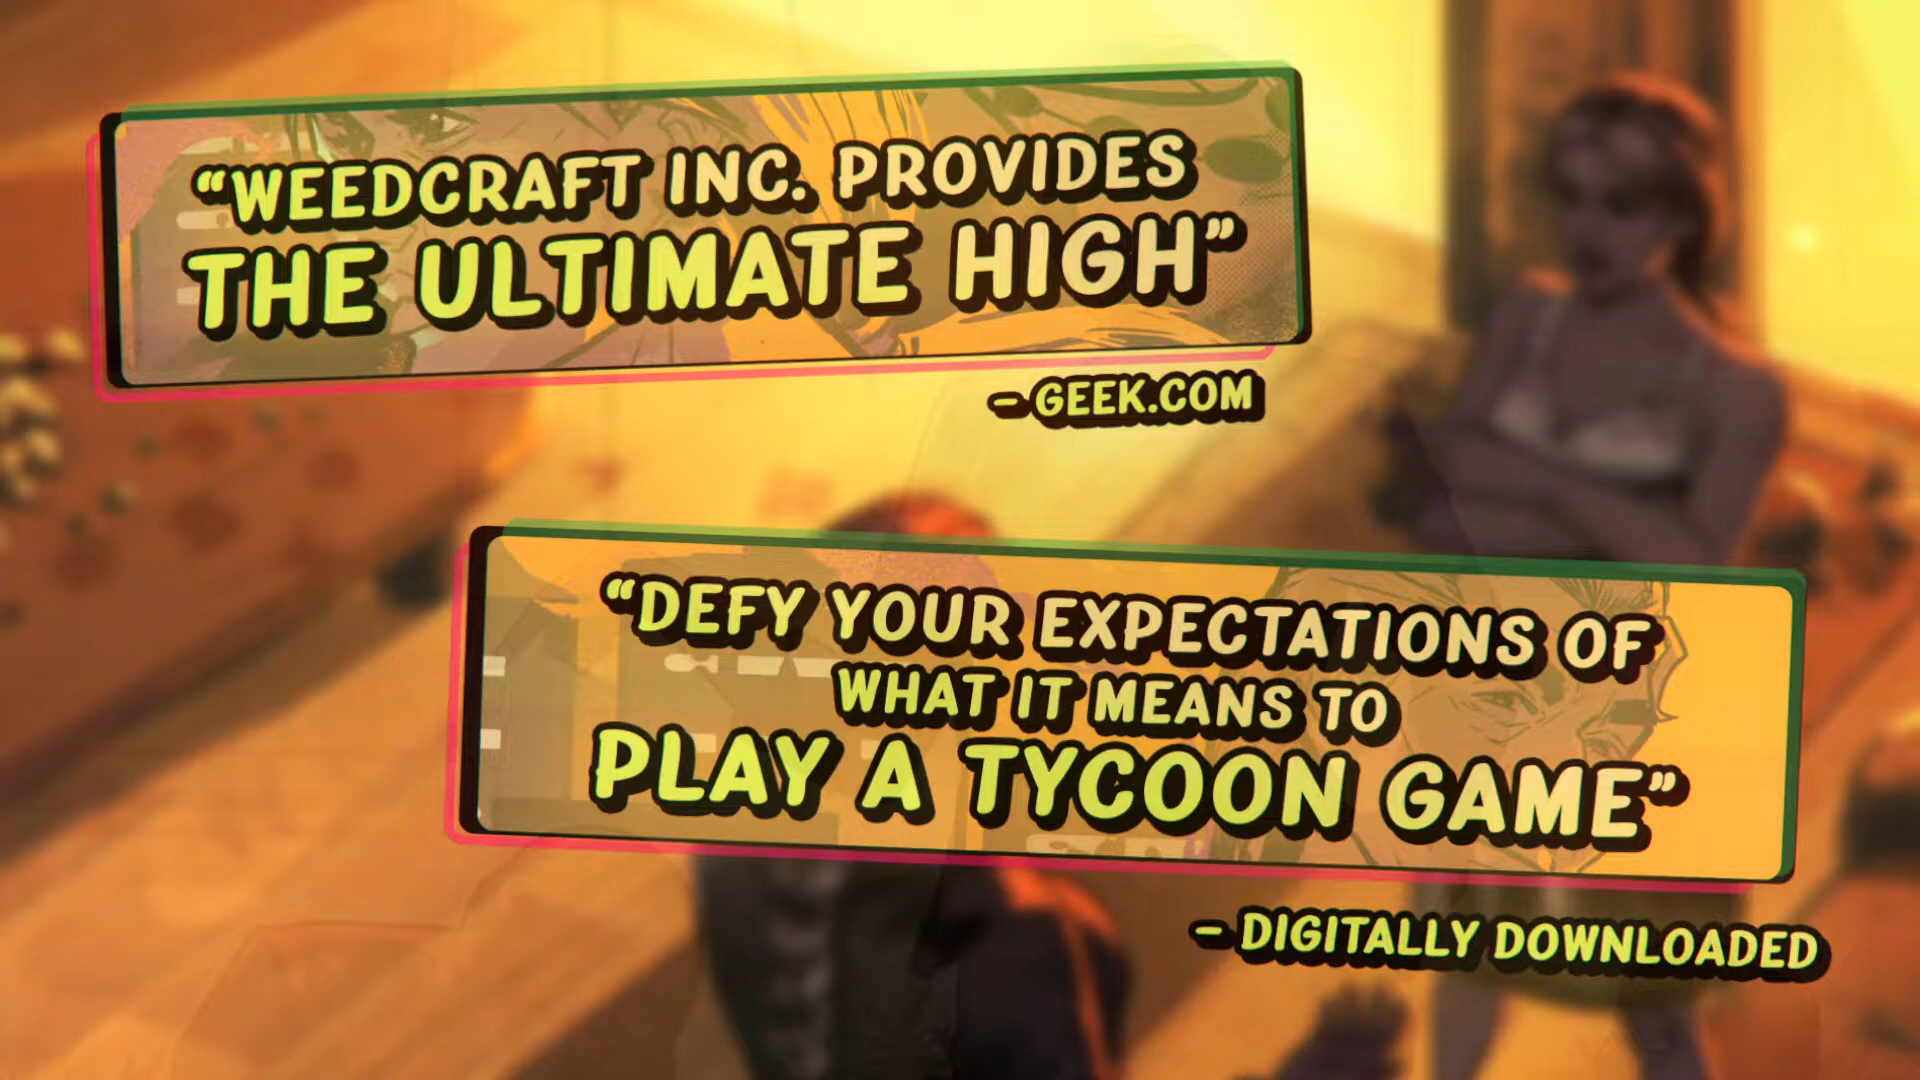 “WEEDCRAFT INC. PROVIDES
THE ULTIMATE HIGH”
– GEEK.COM
“DEFY YOUR EXPECTATIONS OF
WHAT IT MEANS TO
PLAY A TYCOON GAME”
– DIGITALLY DOWNLOADED